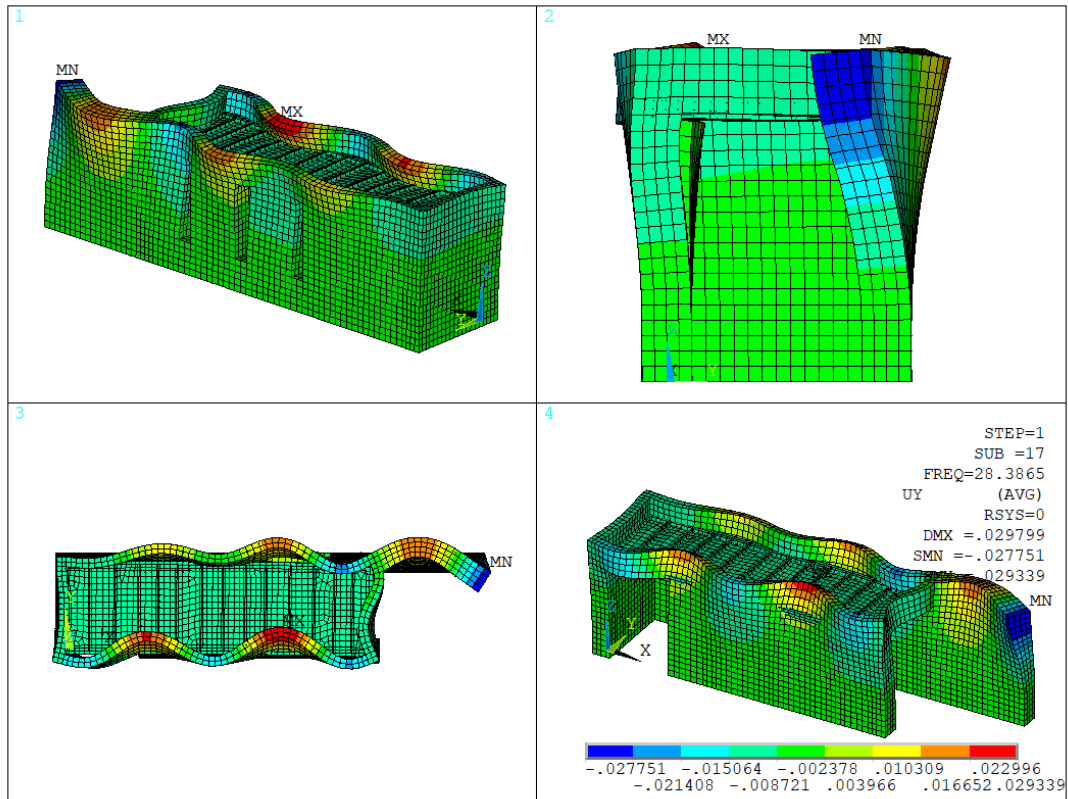 1
MN
MX
2
MX
MN
3
MN
4
STEP=1
SUB =17
FREQ=28.3865
UY (AVG)
RSYS=0
DMX =.029799
SMN =-.027751
.029339
MN
Y
X
-.027751 -.015064 -.002378 .010309 .022996
-.021408 -.008721 .003966 .016652 .029339